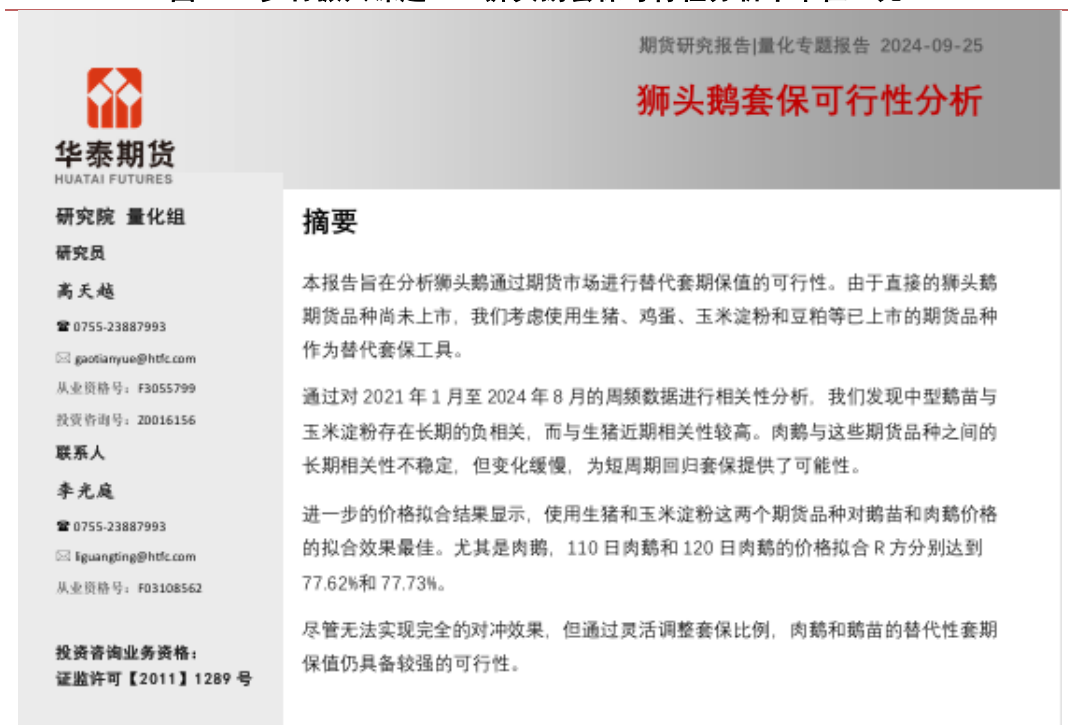 期货研究报告|量化专题报告 2024-09-25
狮头鹅套保可行性分析
华泰期货
HUATAI FUTURES
研究院 量化组
研究员
高天越
☎ 0755-23887993
✉ gaotianyue@htfc.com
从业资格号：F3055799
投资咨询号：Z0016156
联系人
李光庭
☎ 0755-23887993
✉ liguangting@htfc.com
从业资格号：F03108562
投资咨询业务资格：
证监许可【2011】1289 号
摘要
本报告旨在分析狮头鹅通过期货市场进行替代套期保值的可行性。由于直接的狮头鹅
期货品种尚未上市，我们考虑使用生猪、鸡蛋、玉米淀粉和豆粕等已上市的期货品种
作为替代套保工具。
通过对 2021 年 1 月至 2024 年 8 月的周频数据进行相关性分析，我们发现中型鹅苗与
玉米淀粉存在长期的负相关，而与生猪近期相关性较高。肉鹅与这些期货品种之间的
长期相关性不稳定，但变化缓慢，为短周期回归套保提供了可能性。
进一步的价格拟合结果显示，使用生猪和玉米淀粉这两个期货品种对鹅苗和肉鹅价格
的拟合效果最佳。尤其是肉鹅，110 日肉鹅和 120 日肉鹅的价格拟合 R 方分别达到
77.62%和 77.73%。
尽管无法实现完全的对冲效果，但通过灵活调整套保比例，肉鹅和鹅苗的替代性套期
保值仍具备较强的可行性。